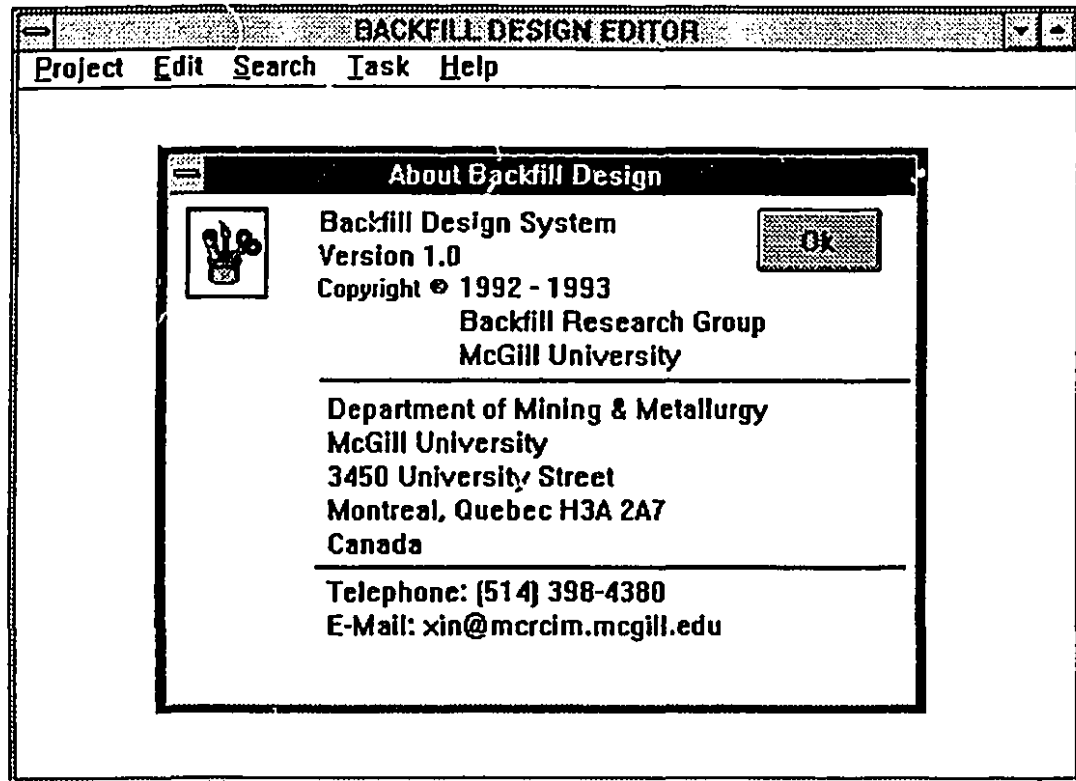 BACKFILL DESIGN EDITOR
Project Edit Search Task Help
About Backfill Design
Backfill Design System
Ok
Version 1.0
Copyright © 1992 - 1993
Backfill Research Group
McGill University
Department of Mining & Metallurgy
McGill University
3450 University Street
Montreal, Quebec H3A 2A7
Canada
Telephone: (514) 398-4380
E-Mail: xin@mcrcim.mcgill.edu